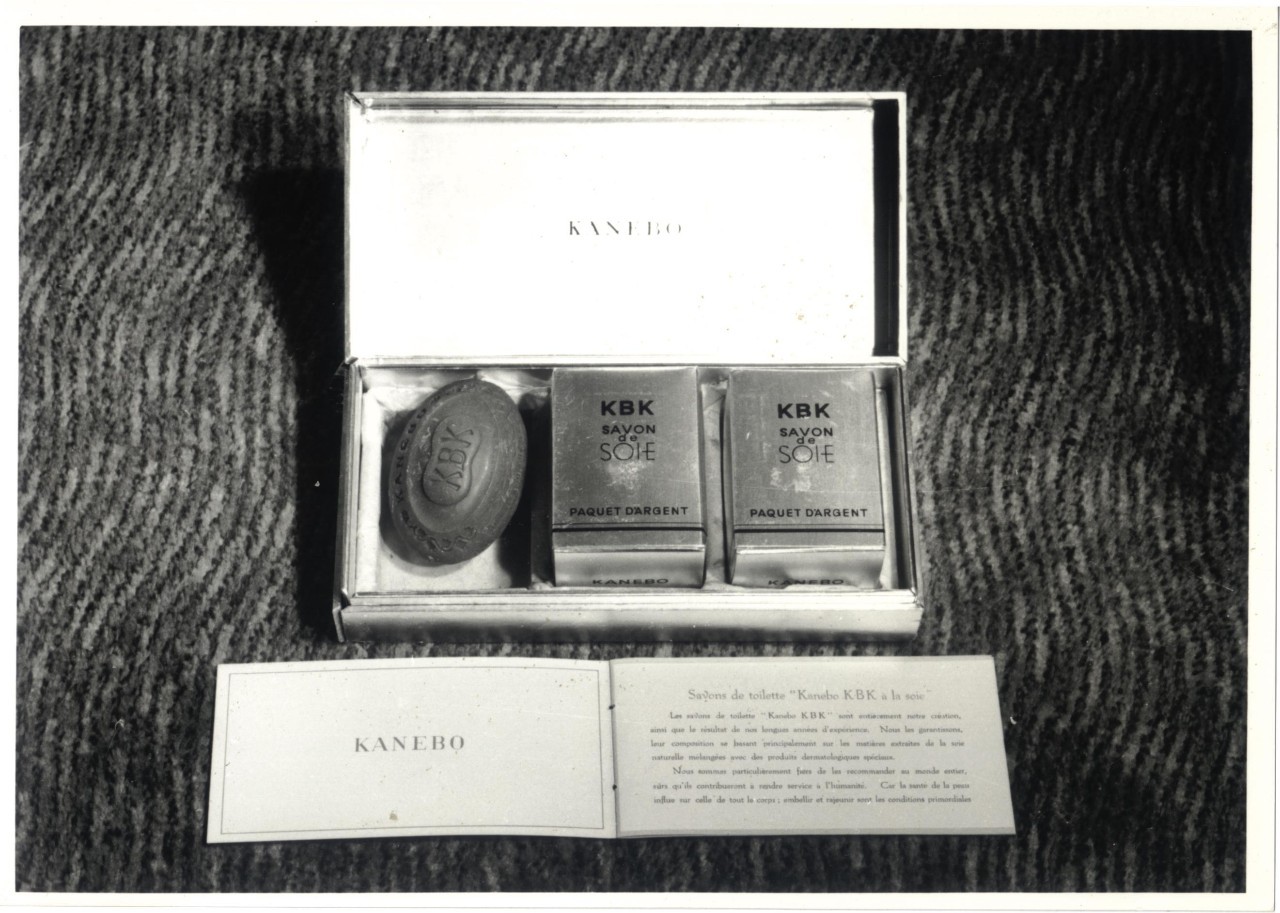 KANEBO
KBK
KBK
SAVON
de
SOIE
PAQUET D'ARGENT
KANEBO
KBK
SAVON
de
SOIE
PAQUET D'ARGENT
KANEBO
KANEBO
Savons de toilette "Kanebo KBK à la soie"
Les savons de toilette "Kanebo KBK" sont entièrement notre création,
ainsi que le résultat de nos longues années d'expérience. Nous les garantissons,
leur composition se basant principalement sur les matières extraites de la soie
naturelle mélangées avec des produits dermatologiques spéciaux.
Nous sommes particulièrement fiers de les recommander au monde entier,
sûrs qu'ils contribueront à rendre service à l'humanité. Car la santé de la peau
influe sur celle de tout le corps; embellir et rajeunir sont les conditions primordiales